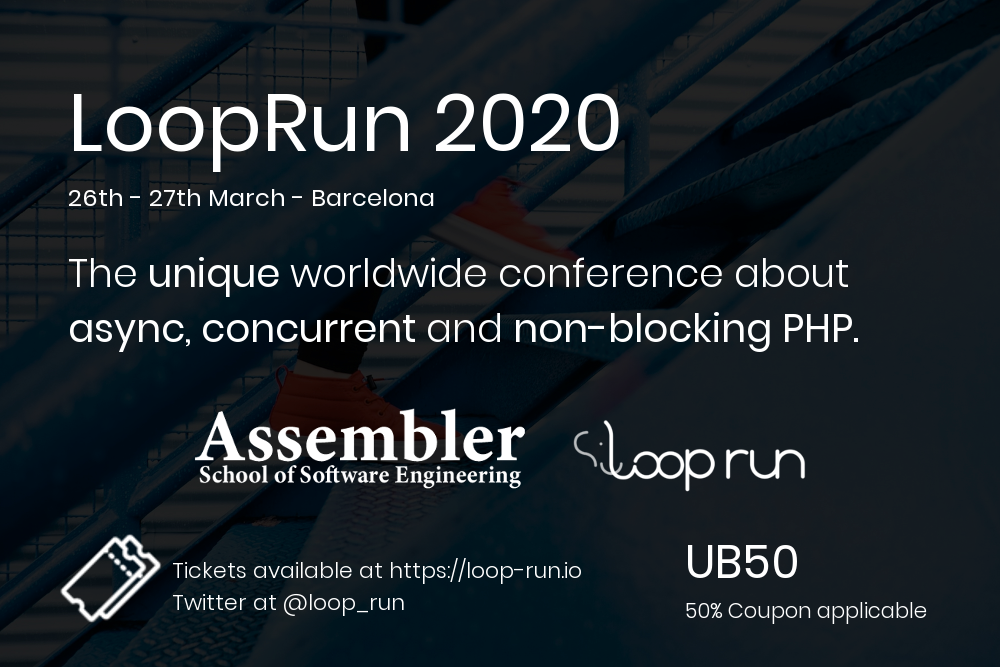 LoopRun 2020
26th - 27th March - Barcelona
The unique worldwide conference about
async, concurrent and non-blocking PHP.
Assembler
School of Software Engineering
loop run
Tickets available at https://loop-run.io
Twitter at @loop_run
UB50
50% Coupon applicable